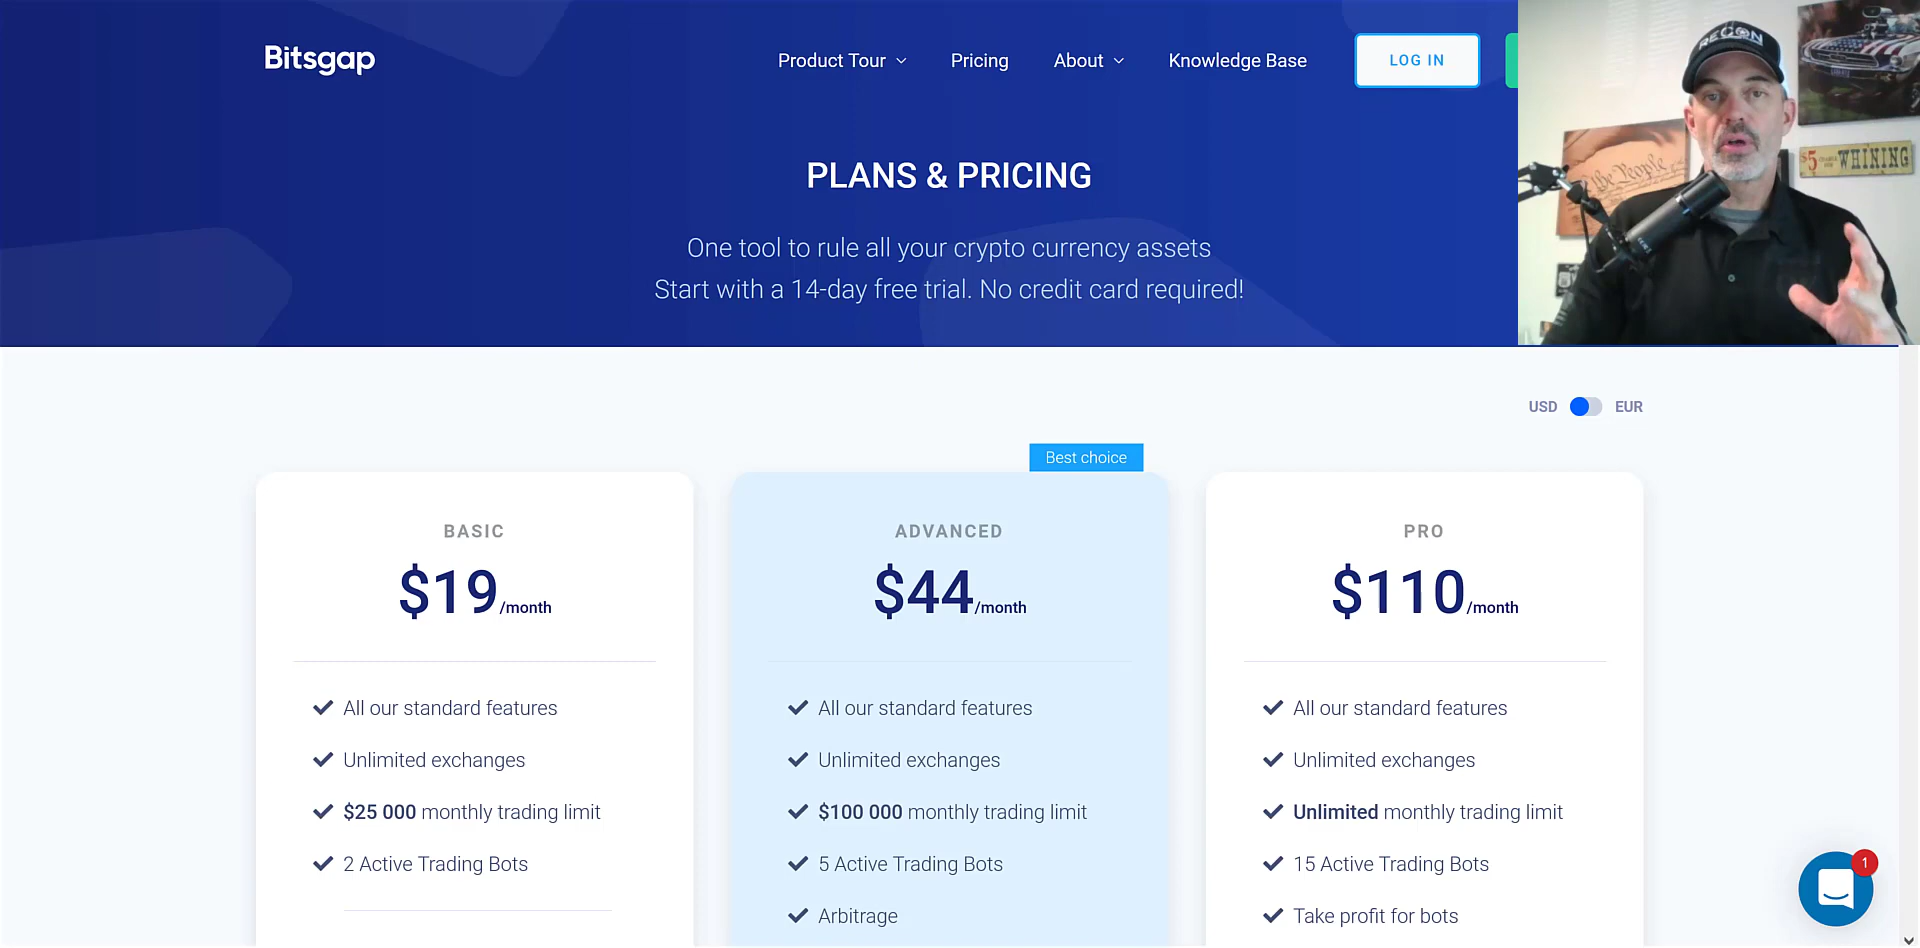 Bitsgap
Product Tour
Pricing
About
Knowledge Base
LOG IN
RECON
We the People
$5
WHINING
PLANS & PRICING
One tool to rule all your crypto currency assets
Start with a 14-day free trial. No credit card required!
USD
EUR
Best choice
BASIC
$19/month
All our standard features
Unlimited exchanges
$25 000 monthly trading limit
2 Active Trading Bots
ADVANCED
$44/month
All our standard features
Unlimited exchanges
$100 000 monthly trading limit
5 Active Trading Bots
Arbitrage
PRO
$110/month
All our standard features
Unlimited exchanges
Unlimited monthly trading limit
15 Active Trading Bots
Take profit for bots
1